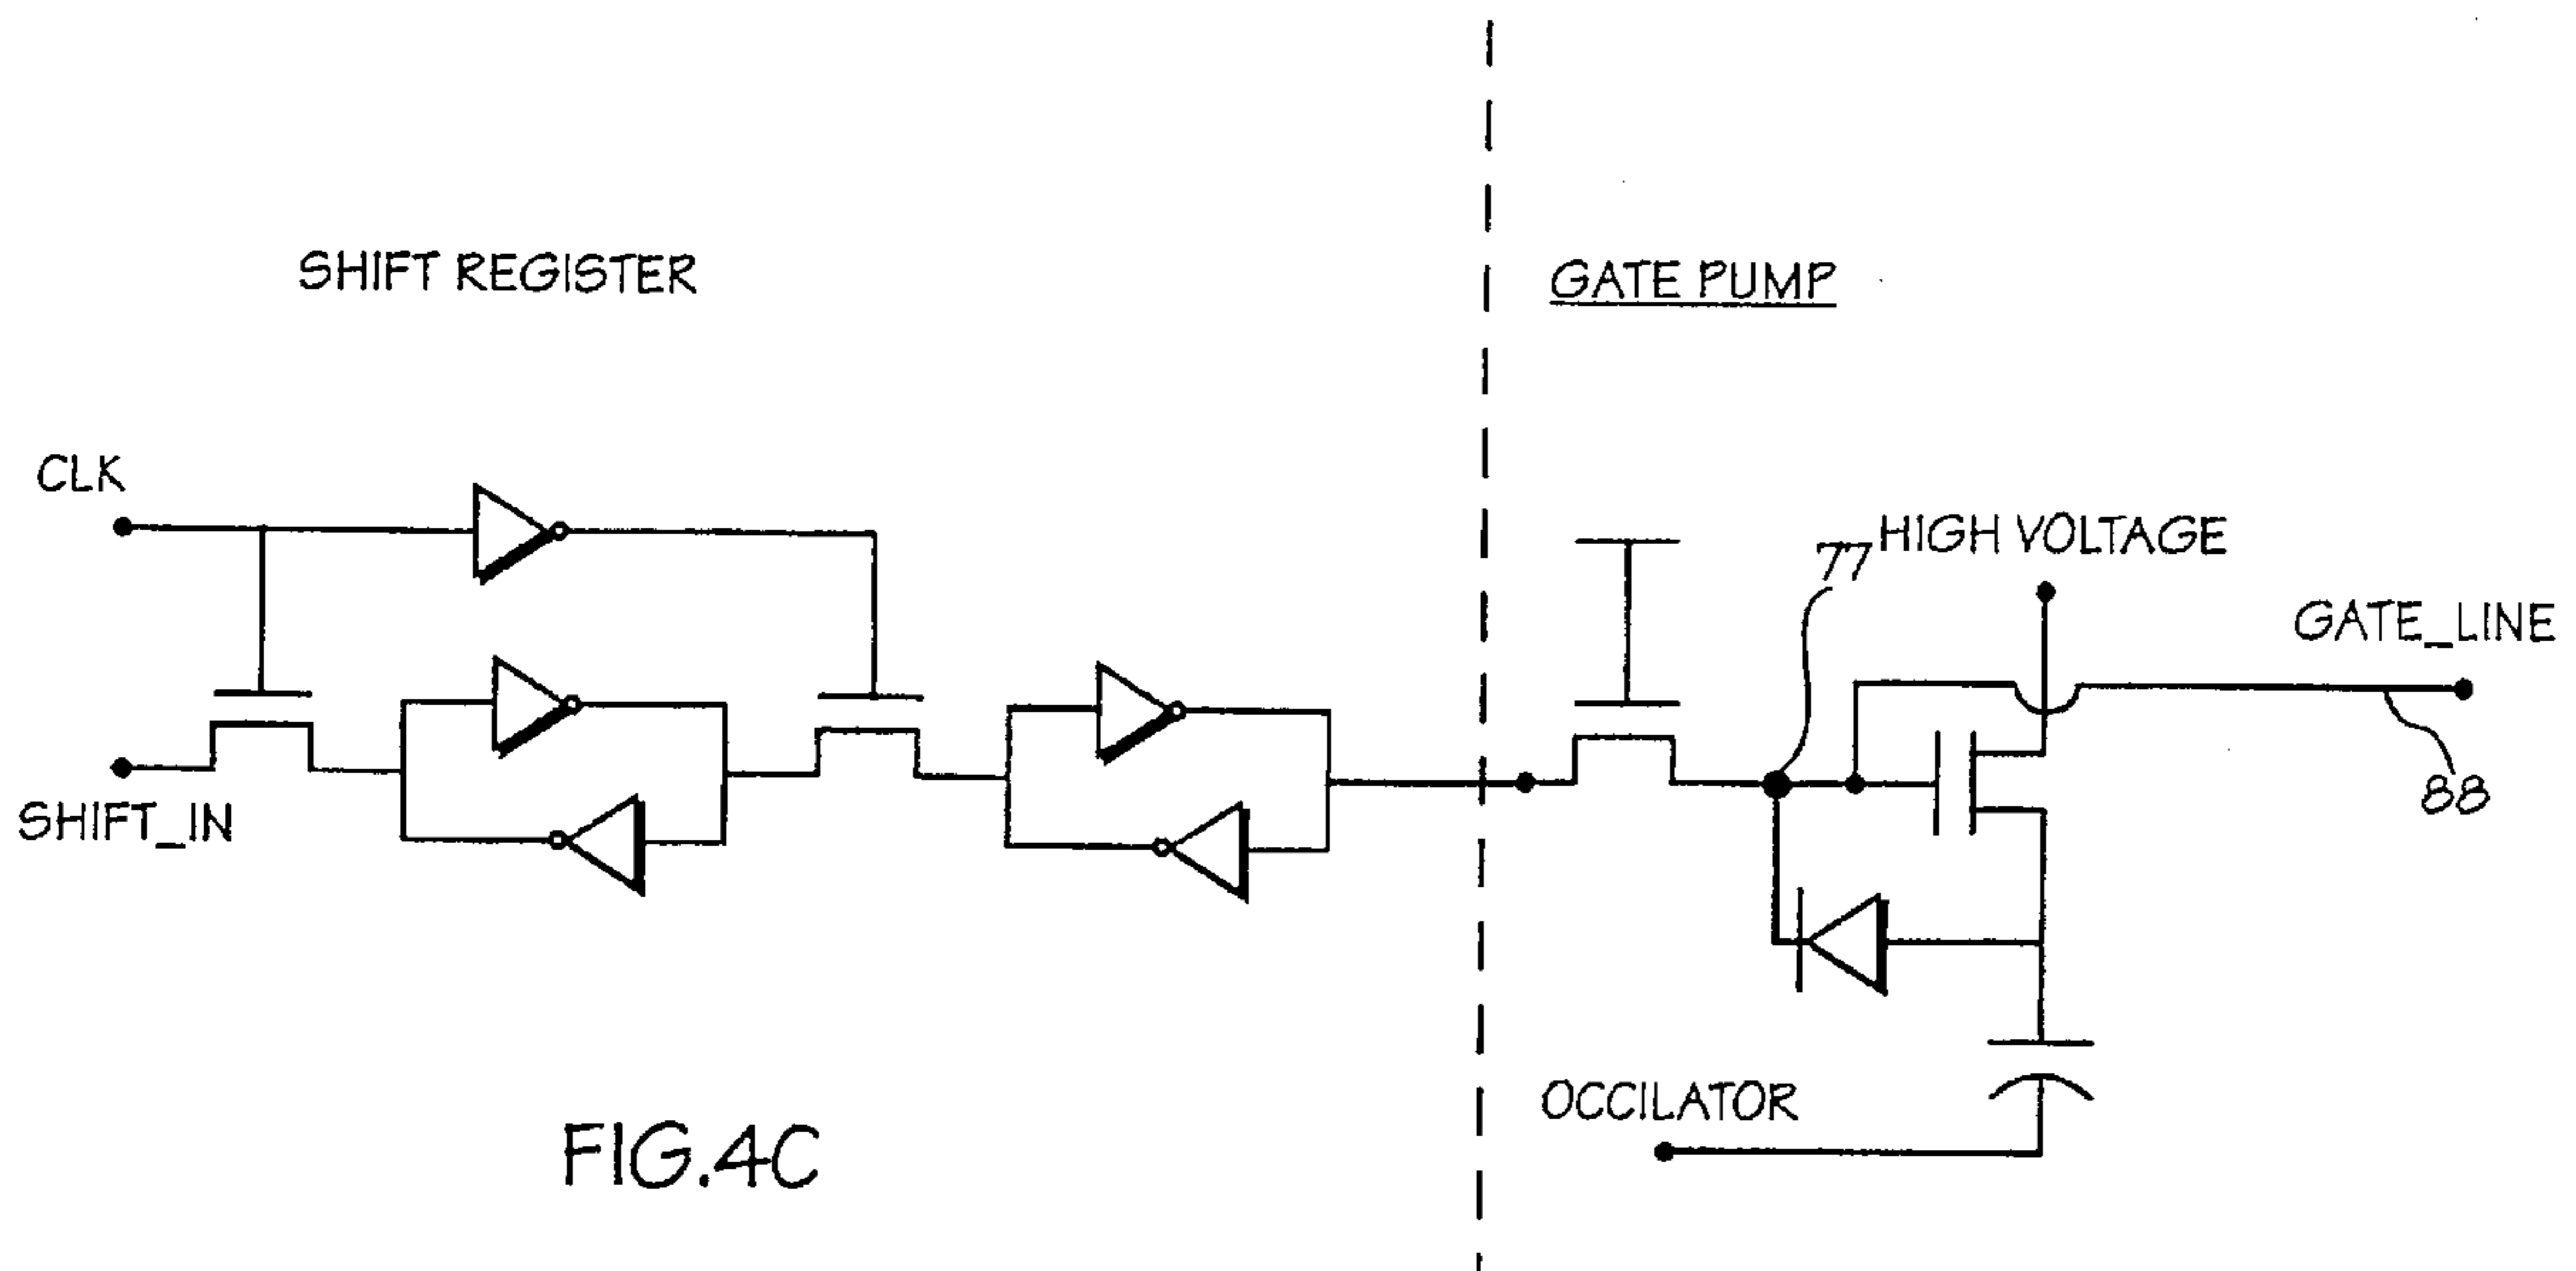 SHIFT REGISTER
GATE PUMP
CLK
77
HIGH VOLTAGE
GATE_LINE
SHIFT_IN
88
OCCILATOR
FIG.4C